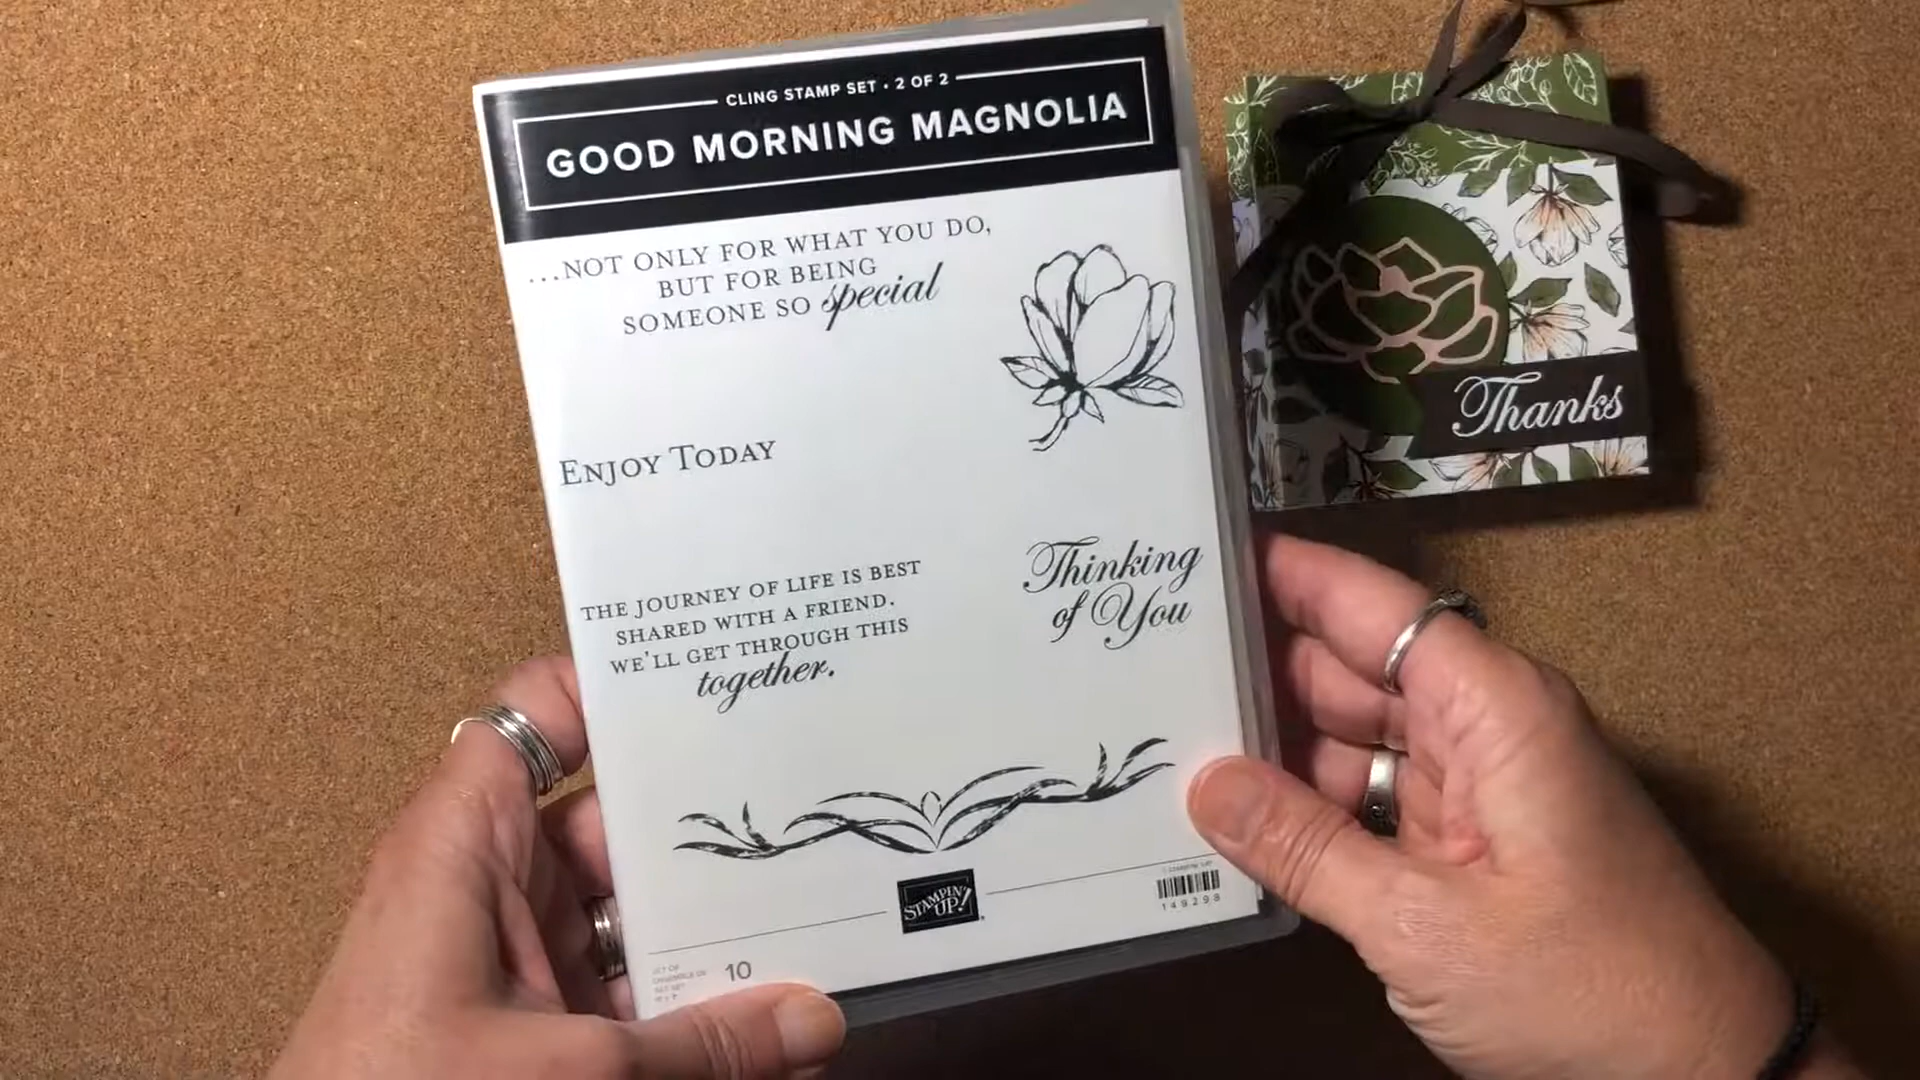 CLING STAMP SET • 2 OF 2
GOOD MORNING MAGNOLIA
...NOT ONLY FOR WHAT YOU DO,
BUT FOR BEING
SOMEONE SO special
ENJOY TODAY
THE JOURNEY OF LIFE IS BEST
SHARED WITH A FRIEND.
WE'LL GET THROUGH THIS
together.
Thinking
of You
STAMPIN'
UP!
149298
SET OF
10
Thanks